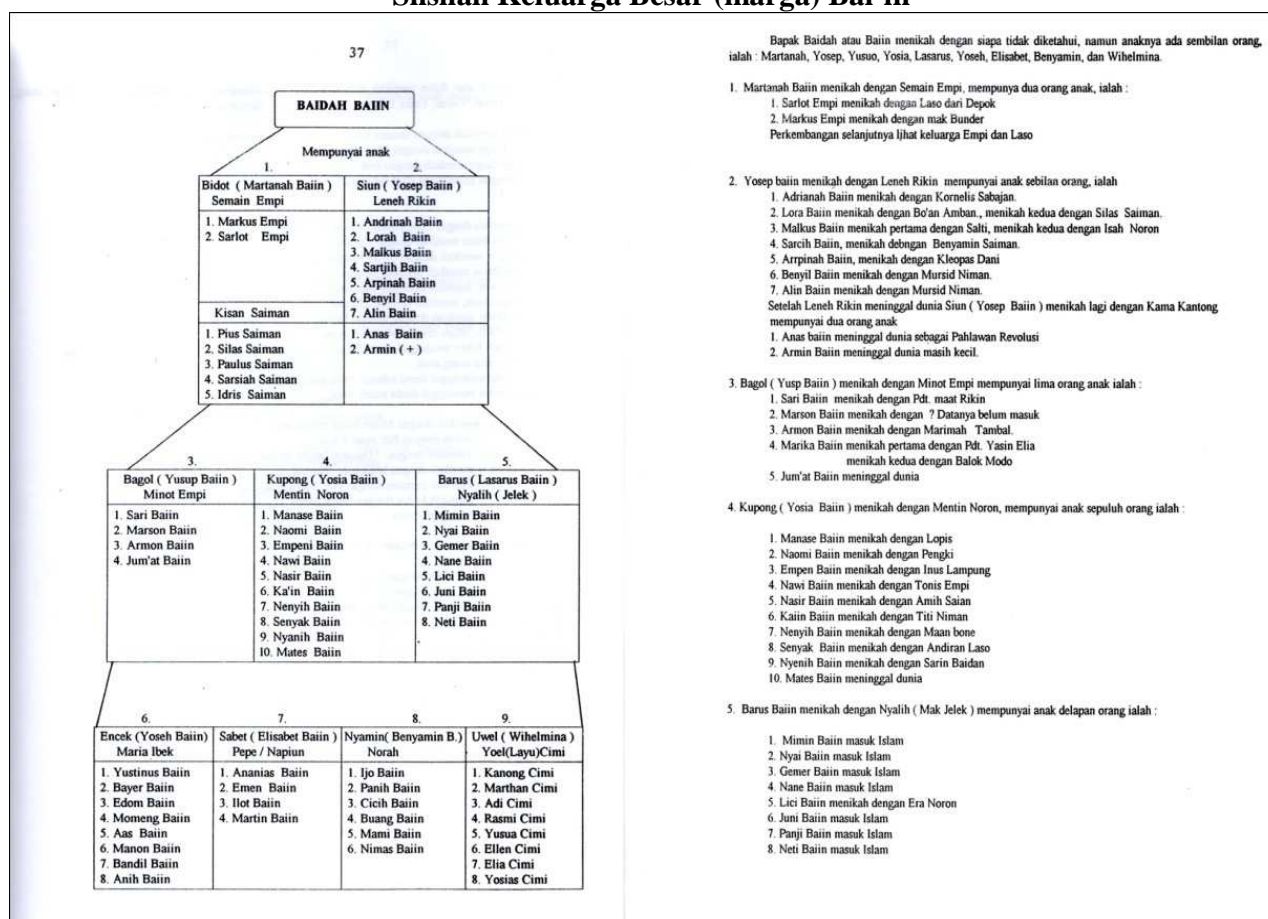 Silsilah Keluarga Besar (marga) Bai'in
37
BAIDAH BAIIN
Mempunyai anak
1.
2.
Bidot ( Martanah Baiin )
Semain Empi
1. Markus Empi
2. Sarlot Empi
Kisan Saiman
1. Pius Saiman
2. Silas Saiman
3. Paulus Saiman
4. Sarsiah Saiman
5. Idris Saiman
Siun ( Yosep Baiin )
Leneh Rikin
1. Andrinah Baiin
2. Lorah Baiin
3. Malkus Baiin
4. Sartjih Baiin
5. Arpinah Baiin
6. Benyil Baiin
7. Alin Baiin
1. Anas Baiin
2. Armin ( + )
3.
4.
5.
Bagol ( Yusup Baiin )
Minot Empi
1. Sari Baiin
2. Marson Baiin
3. Armon Baiin
4. Jum'at Baiin
Kupong ( Yosia Baiin )
Mentin Noron
1. Manase Baiin
2. Naomi Baiin
3. Empeni Baiin
4. Nawi Baiin
5. Nasir Baiin
6. Ka'in Baiin
7. Nenyih Baiin
8. Senyak Baiin
9. Nyanih Baiin
10. Mates Baiin
Barus ( Lasarus Baiin )
Nyalih ( Jelek )
1. Mimin Baiin
2. Nyai Baiin
3. Gemer Baiin
4. Nane Baiin
5. Lici Baiin
6. Juni Baiin
7. Panji Baiin
8. Neti Baiin
6.
7.
8.
9.
Encek (Yoseh Baiin)
Maria Ibek
1. Yustinus Baiin
2. Bayer Baiin
3. Edom Baiin
4. Momeng Baiin
5. Aas Baiin
6. Manon Baiin
7. Bandil Baiin
8. Anih Baiin
Sabet ( Elisabet Baiin )
Pepe / Napiun
1. Ananias Baiin
2. Emen Baiin
3. Ilot Baiin
4. Martin Baiin
Nyamin( Benyamin B.)
Norah
1. Ijo Baiin
2. Panih Baiin
3. Cicih Baiin
4. Buang Baiin
5. Mami Baiin
6. Nimas Baiin
Uwel ( Wihelmina )
Yoel(Layu)Cimi
1. Kanong Cimi
2. Marthan Cimi
3. Adi Cimi
4. Rasmi Cimi
5. Yusua Cimi
6. Ellen Cimi
7. Elia Cimi
8. Yosias Cimi
Bapak Baidah atau Baiin menikah dengan siapa tidak diketahui, namun anaknya ada sembilan orang,
ialah : Martanah, Yosep, Yusuo, Yosia, Lasarus, Yoseh, Elisabet, Benyamin, dan Wihelmina.
1. Martanah Baiin menikah dengan Semain Empi, mempunya dua orang anak, ialah :
1. Sarlot Empi menikah dengan Laso dari Depok
2. Markus Empi menikah dengan mak Bunder
Perkembangan selanjutnya lihat keluarga Empi dan Laso
2. Yosep baiin menikah dengan Leneh Rikin mempunyai anak sebilan orang, ialah
1. Adrianah Baiin menikah dengan Kornelis Sabajan.
2. Lora Baiin menikah dengan Bo'an Amban., menikah kedua dengan Silas Saiman.
3. Malkus Baiin menikah pertama dengan Salti, menikah kedua dengan Isah Noron
4. Sarcih Baiin, menikah debngan Benyamin Saiman.
5. Arrpinah Baiin, menikah dengan Kleopas Dani
6. Benyil Baiin menikah dengan Mursid Niman.
7. Alin Baiin menikah dengan Mursid Niman.
Setelah Leneh Rikin meninggal dunia Siun ( Yosep Baiin ) menikah lagi dengan Kama Kantong
mempunyai dua orang anak
1. Anas baiin meninggal dunia sebagai Pahlawan Revolusi
2. Armin Baiin meninggal dunia masih kecil.
3. Bagol ( Yusp Baiin ) menikah dengan Minot Empi mempunyai lima orang anak ialah :
1. Sari Baiin menikah dengan Pdt. maat Rikin
2. Marson Baiin menikah dengan ? Datanya belum masuk
3. Armon Baiin menikah dengan Marimah Tambal.
4. Marika Baiin menikah pertama dengan Pdt. Yasin Elia
menikah kedua dengan Balok Modo
5. Jum'at Baiin meninggal dunia
4. Kupong ( Yosia Baiin ) menikah dengan Mentin Noron, mempunyai anak sepuluh orang ialah :
1. Manase Baiin menikah dengan Lopis
2. Naomi Baiin menikah dengan Pengki
3. Empen Baiin menikah dengan Inus Lampung
4. Nawi Baiin menikah dengan Tonis Empi
5. Nasir Baiin menikah dengan Amih Saian
6. Kaiin Baiin menikah dengan Titi Niman
7. Nenyih Baiin menikah dengan Maan bone
8. Senyak Baiin menikah dengan Andiran Laso
9. Nyenih Baiin menikah dengan Sarin Baidan
10. Mates Baiin meninggal dunia
5. Barus Baiin menikah dengan Nyalih ( Mak Jelek ) mempunyai anak delapan orang ialah :
1. Mimin Baiin masuk Islam
2. Nyai Baiin masuk Islam
3. Gemer Baiin masuk Islam
4. Nane Baiin masuk Islam
5. Lici Baiin menikah dengan Era Noron
6. Juni Baiin masuk Islam
7. Panji Baiin masuk Islam
8. Neti Baiin masuk Islam